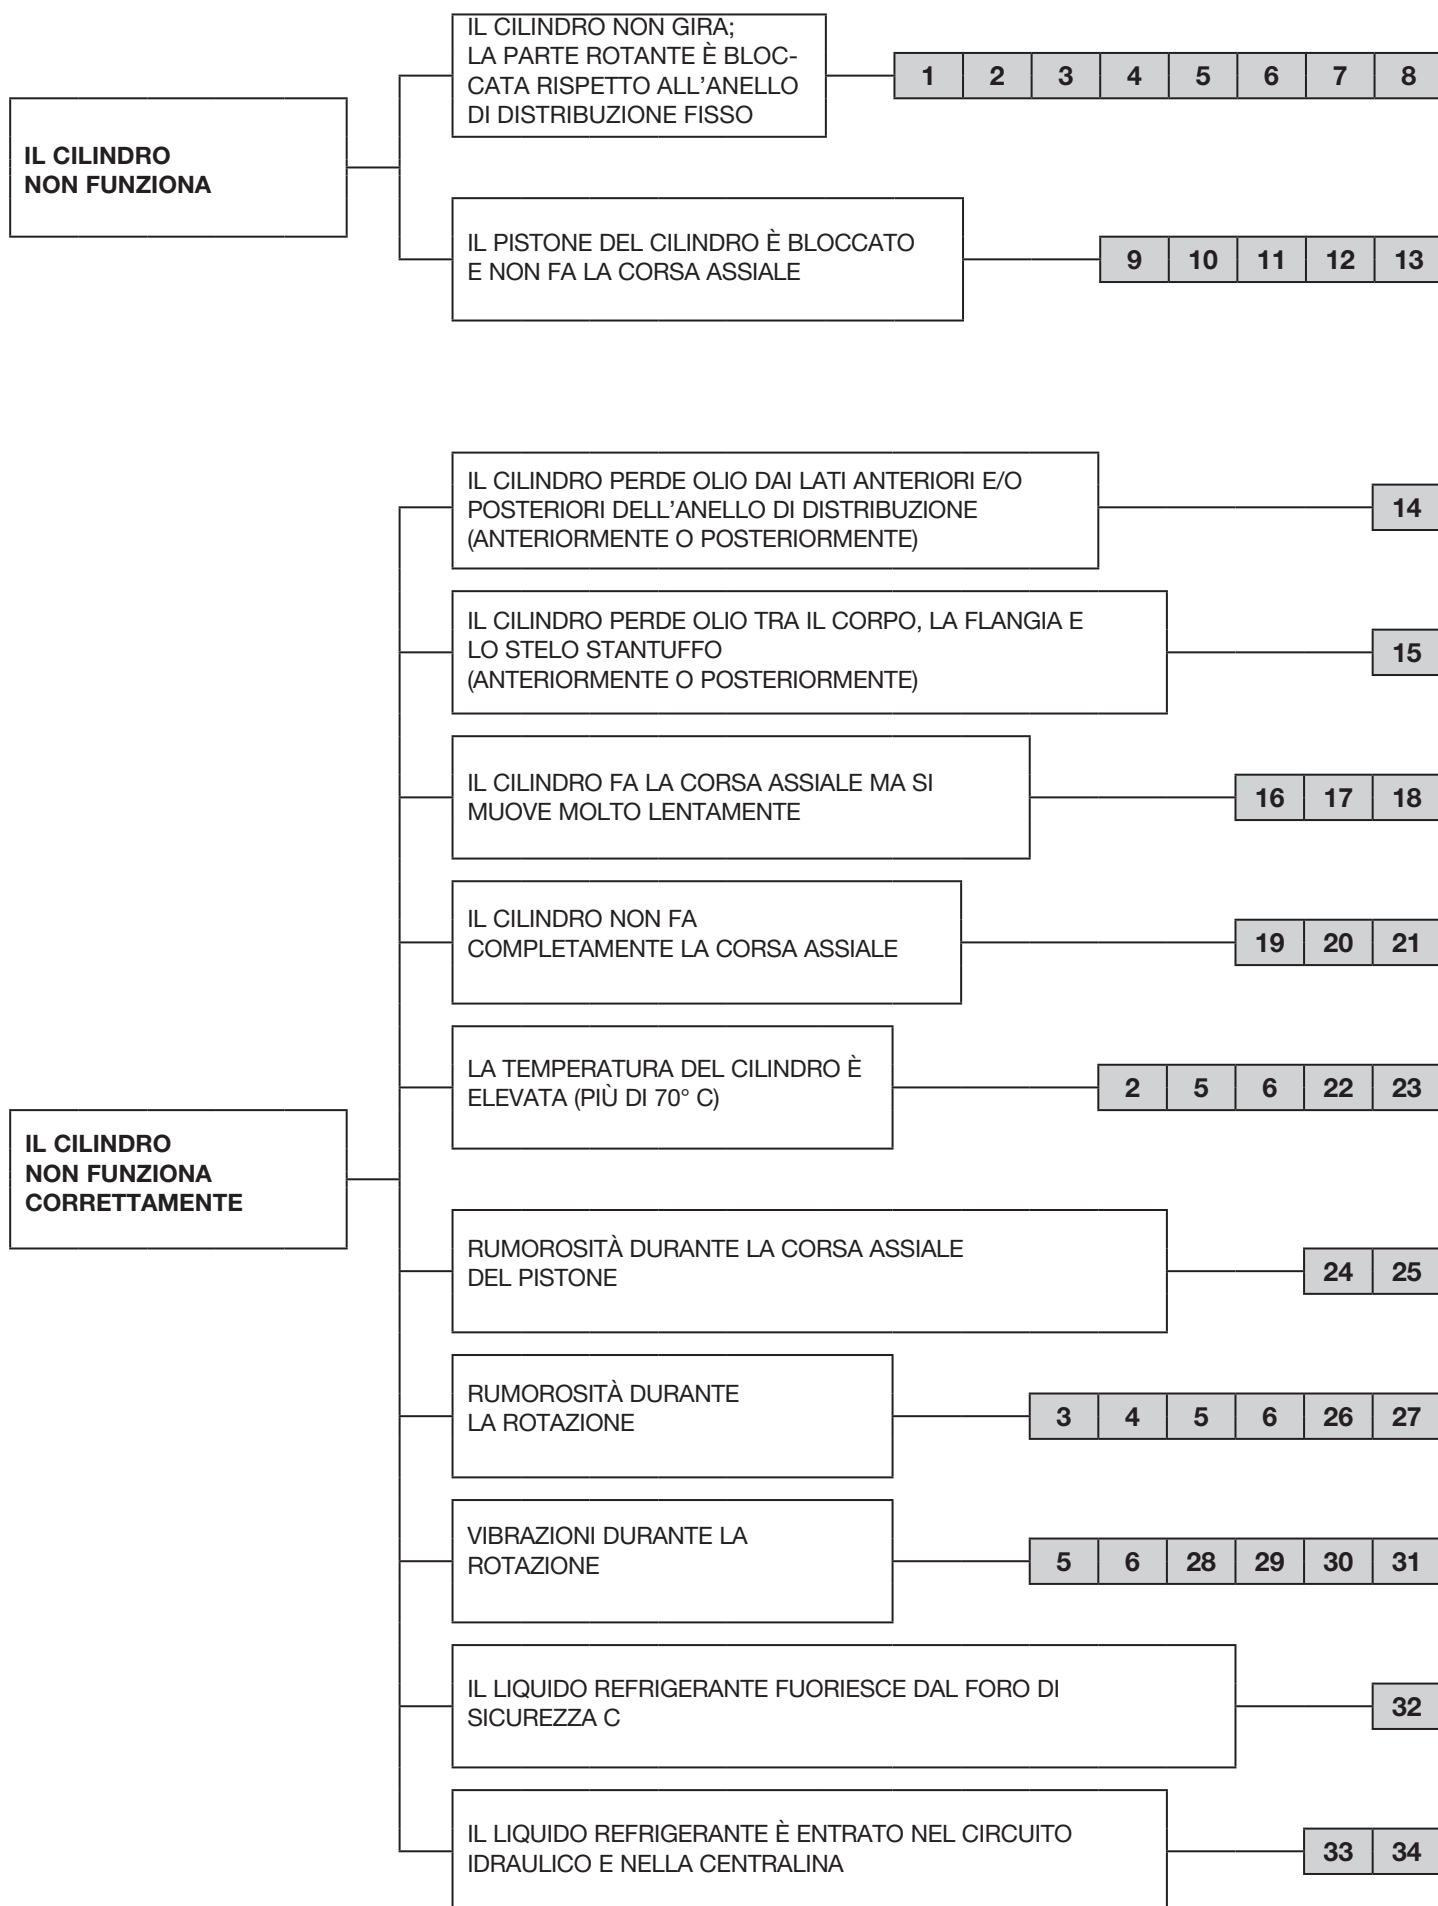 IL CILINDRO NON GIRA;
LA PARTE ROTANTE È BLOC-
CATA RISPETTO ALL'ANELLO
DI DISTRIBUZIONE FISSO
1 2 3 4 5 6 7 8
IL CILINDRO
NON FUNZIONA
IL PISTONE DEL CILINDRO È BLOCCATO
E NON FA LA CORSA ASSIALE
9 10 11 12 13
IL CILINDRO PERDE OLIO DAI LATI ANTERIORI E/O
POSTERIORI DELL'ANELLO DI DISTRIBUZIONE
(ANTERIORMENTE O POSTERIORMENTE)
14
IL CILINDRO PERDE OLIO TRA IL CORPO, LA FLANGIA E
LO STELO STANTUFFO
(ANTERIORMENTE O POSTERIORMENTE)
15
IL CILINDRO FA LA CORSA ASSIALE MA SI
MUOVE MOLTO LENTAMENTE
16 17 18
IL CILINDRO NON FA
COMPLETAMENTE LA CORSA ASSIALE
19 20 21
LA TEMPERATURA DEL CILINDRO È
ELEVATA (PIÙ DI 70° C)
2 5 6 22 23
IL CILINDRO
NON FUNZIONA
CORRETTAMENTE
RUMOROSITÀ DURANTE LA CORSA ASSIALE
DEL PISTONE
24 25
RUMOROSITÀ DURANTE
LA ROTAZIONE
3 4 5 6 26 27
VIBRAZIONI DURANTE LA
ROTAZIONE
5 6 28 29 30 31
IL LIQUIDO REFRIGERANTE FUORIESCE DAL FORO DI
SICUREZZA C
32
IL LIQUIDO REFRIGERANTE È ENTRATO NEL CIRCUITO
IDRAULICO E NELLA CENTRALINA
33 34